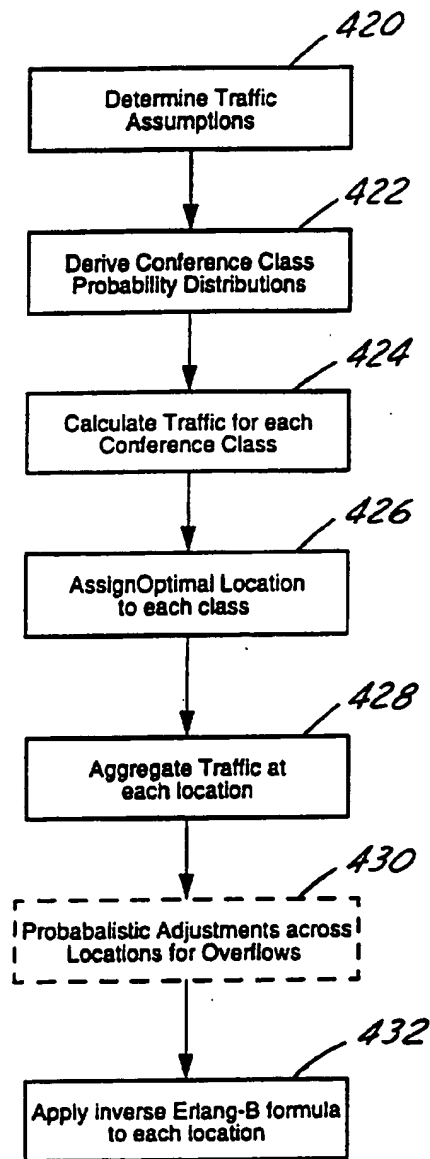 420
Determine Traffic
Assumptions
422
Derive Conference Class
Probability Distributions
424
Calculate Traffic for each
Conference Class
426
AssignOptimal Location
to each class
428
Aggregate Traffic at
each location
430
Probabalistic Adjustments across
Locations for Overflows
432
Apply inverse Erlang-B formula
to each location